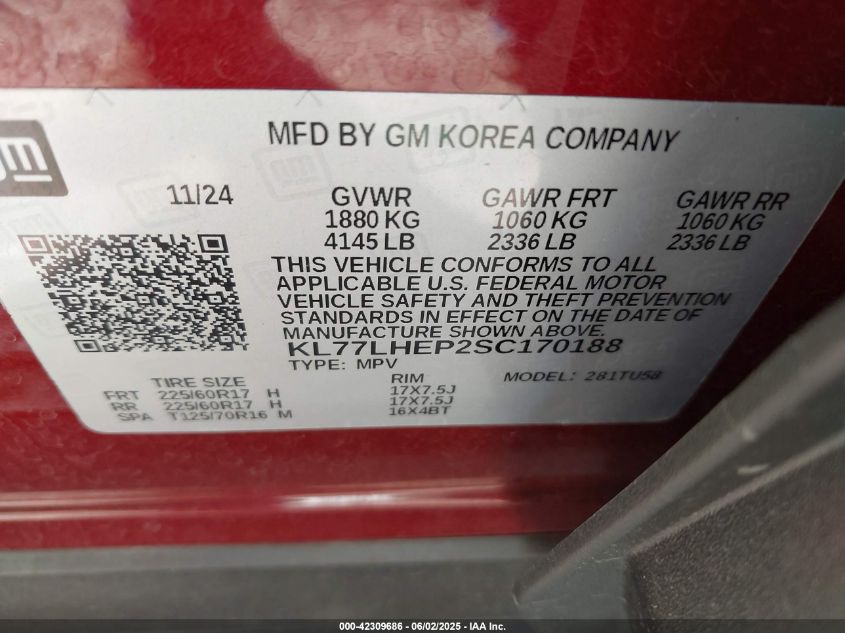 gm
MFD BY GM KOREA COMPANY
11/24 GVWR GAWR FRT GAWR RR
1880 KG 1060 KG 1060 KG
4145 LB 2336 LB 2336 LB
THIS VEHICLE CONFORMS TO ALL
APPLICABLE U.S. FEDERAL MOTOR
VEHICLE SAFETY AND THEFT PREVENTION
STANDARDS IN EFFECT ON THE DATE OF
MANUFACTURE SHOWN ABOVE.
KL77LHEP2SC170188
TYPE: MPV MODEL: 281TU58
TIRE SIZE RIM
FRT 225/60R17 H 17X7.5J
RR 225/60R17 H 17X7.5J
SPA T125/70R16 M 16X4BT
000-42309686 - 06/02/2025 - IAA Inc.